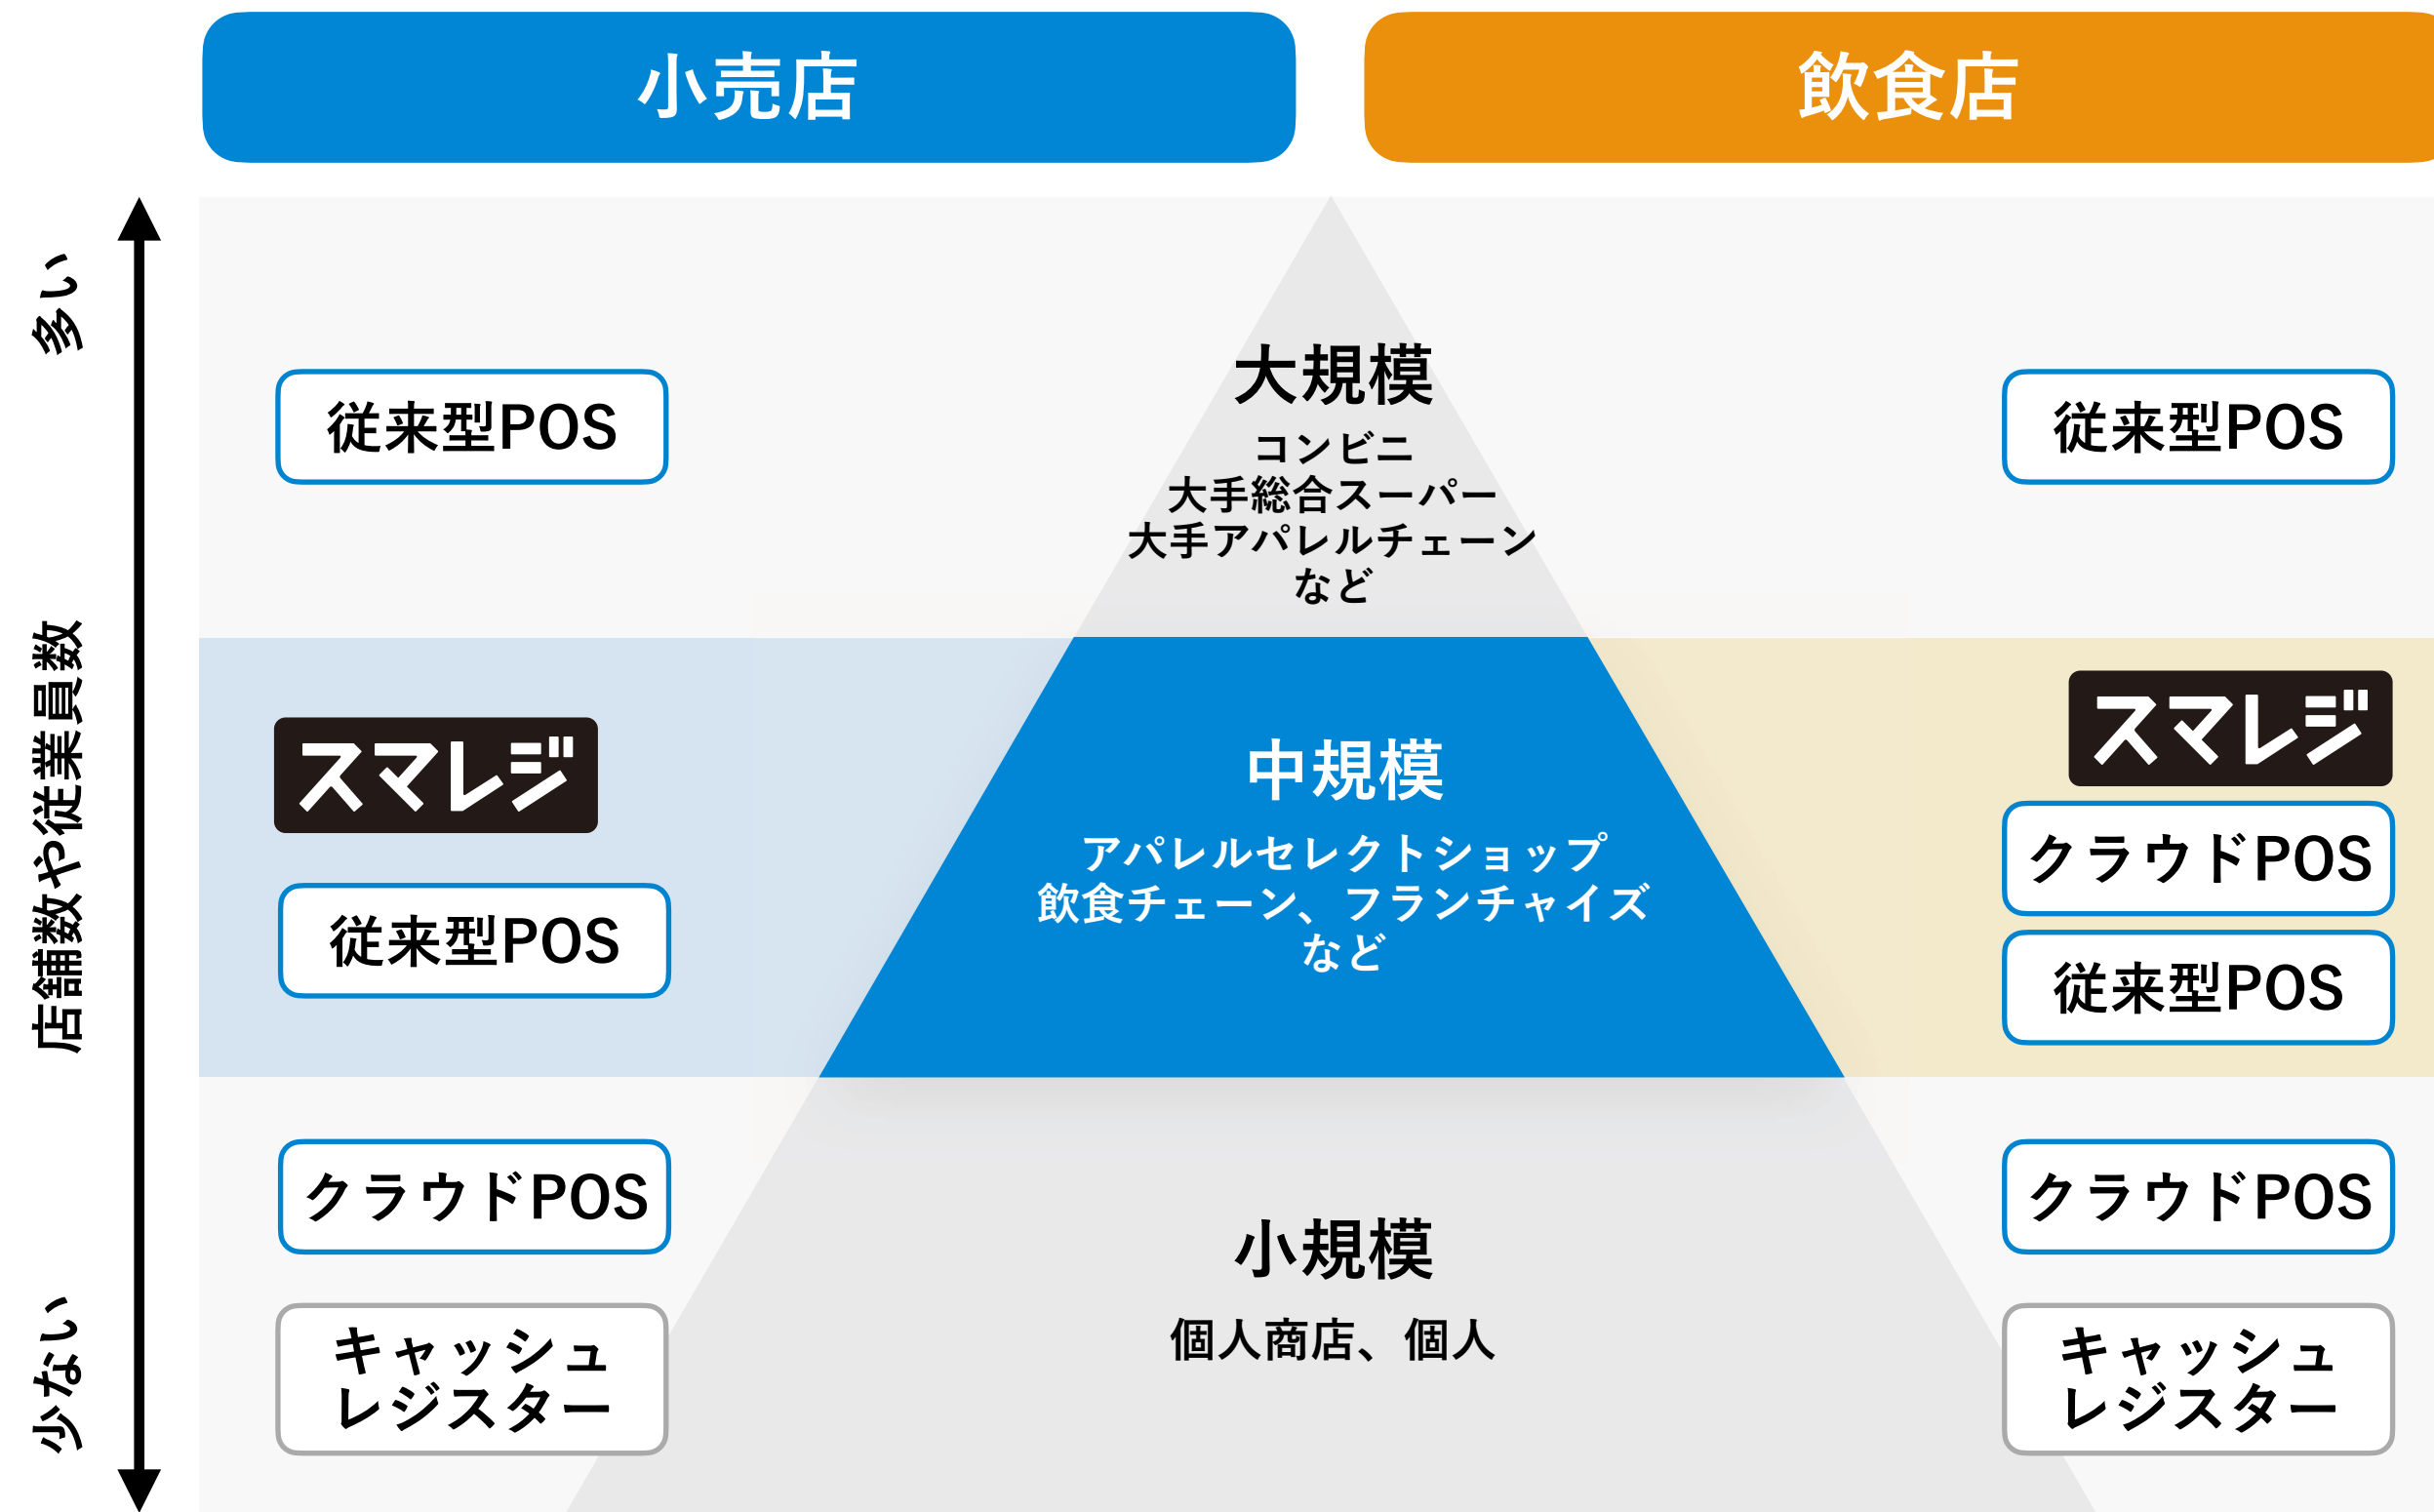 小売店
飲食店
多い
店舗数や従業員数
少ない
従来型POS
大規模
コンビニ
大手総合スーパー
大手アパレルチェーン
など
従来型POS
スマレジ
従来型POS
中規模
アパレルセレクトショップ
飲食チェーン、フランチャイズ
など
スマレジ
クラウドPOS
従来型POS
クラウドPOS
キャッシュ
レジスター
小規模
個人商店、個人
クラウドPOS
キャッシュ
レジスター